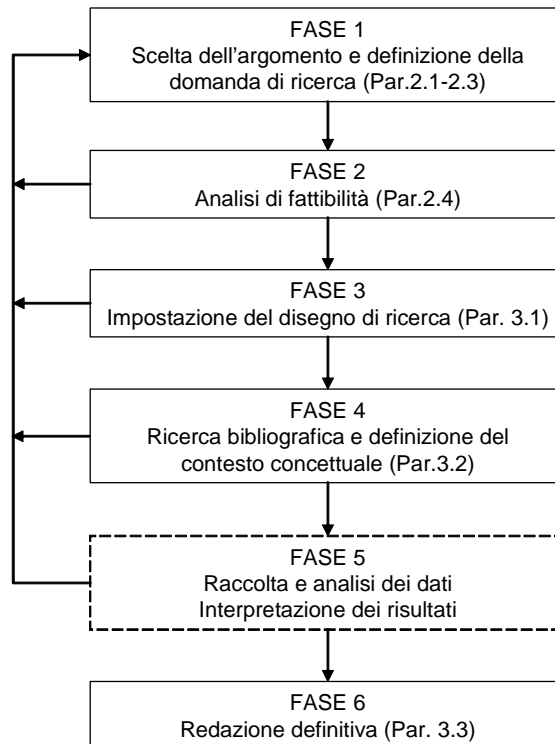 FASE 1
Scelta dell’argomento e definizione della
domanda di ricerca (Par.2.1-2.3)
FASE 2
Analisi di fattibilità (Par.2.4)
FASE 3
Impostazione del disegno di ricerca (Par. 3.1)
FASE 4
Ricerca bibliografica e definizione del
contesto concettuale (Par.3.2)
FASE 5
Raccolta e analisi dei dati
Interpretazione dei risultati
FASE 6
Redazione definitiva (Par. 3.3)